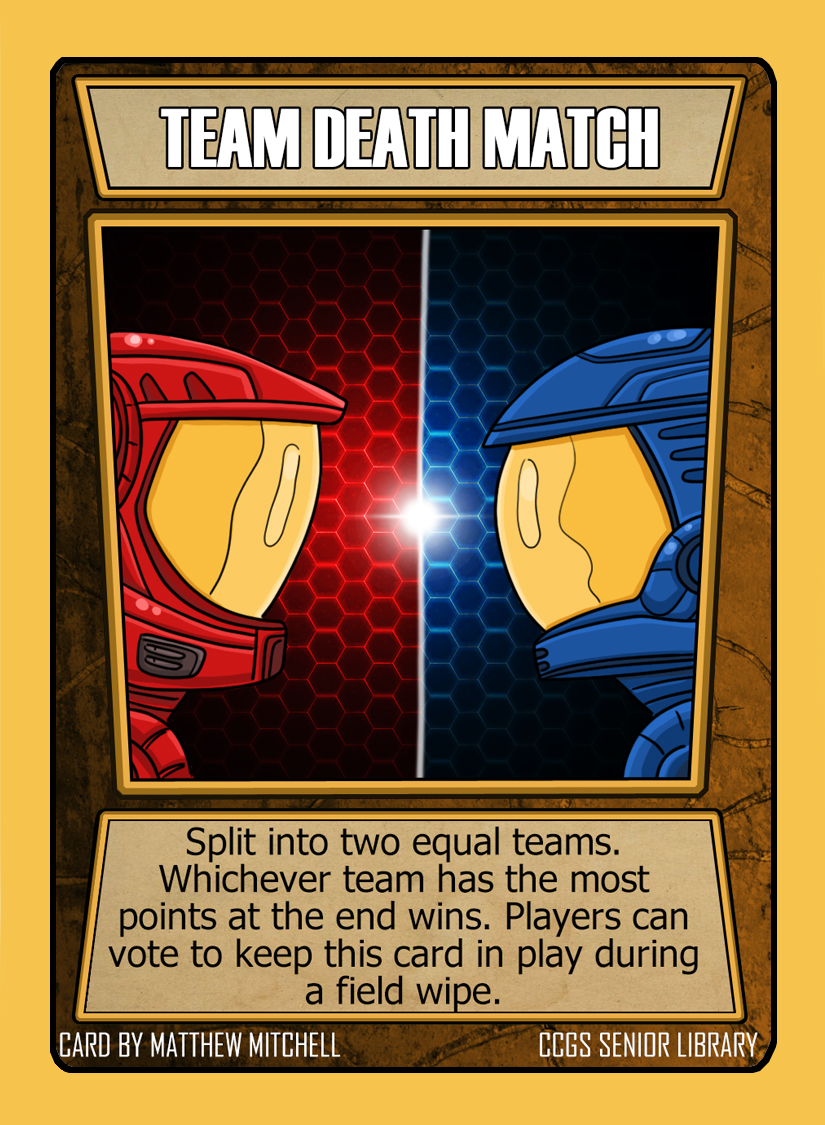 TEAM DEATH MATCH
Split into two equal teams.
Whichever team has the most
points at the end wins. Players can
vote to keep this card in play during
a field wipe.
CARD BY MATTHEW MITCHELL
CCGS SENIOR LIBRARY